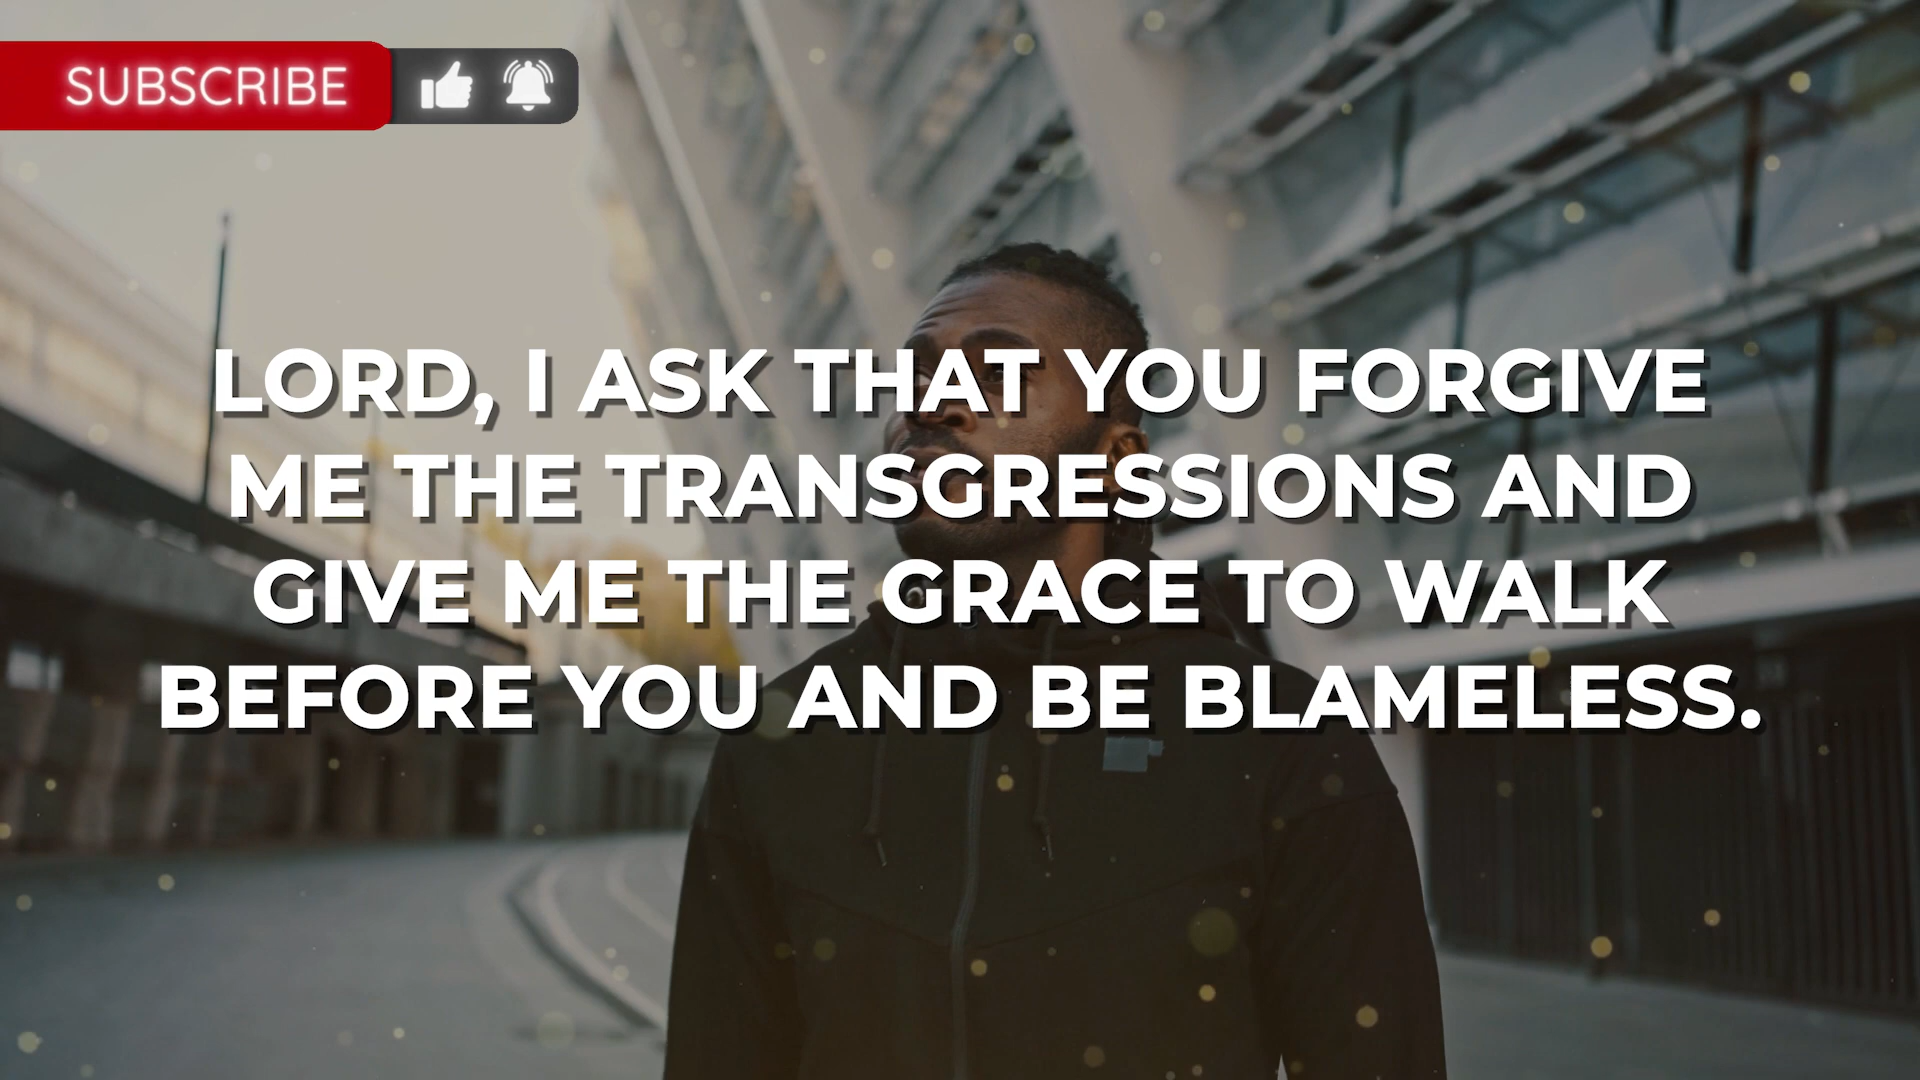 SUBSCRIBE
LORD, I ASK THAT YOU FORGIVE
ME THE TRANSGRESSIONS AND
GIVE ME THE GRACE TO WALK
BEFORE YOU AND BE BLAMELESS.